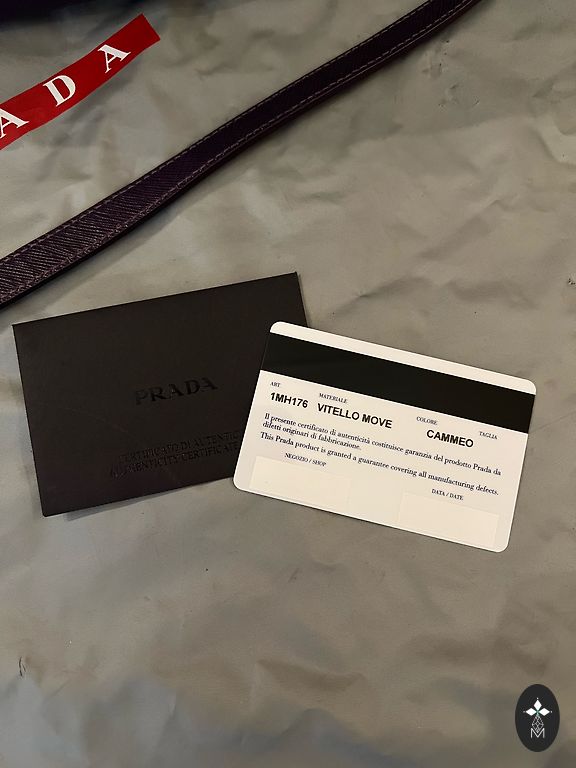 ADA
PRADA
CERTIFICATO DI AUTENTIC
AUTHENTICITY CERTIFICATE
ART.
MATERIALE
COLORE
TAGLIA
1MH176
VITELLO MOVE
CAMMEO
Il presente certificato di autenticità costituisce garanzia del prodotto Prada da
difetti originari di fabbricazione.
This Prada product is granted a guarantee covering all manufacturing defects.
NEGOZIO / SHOP
DATA / DATE
M